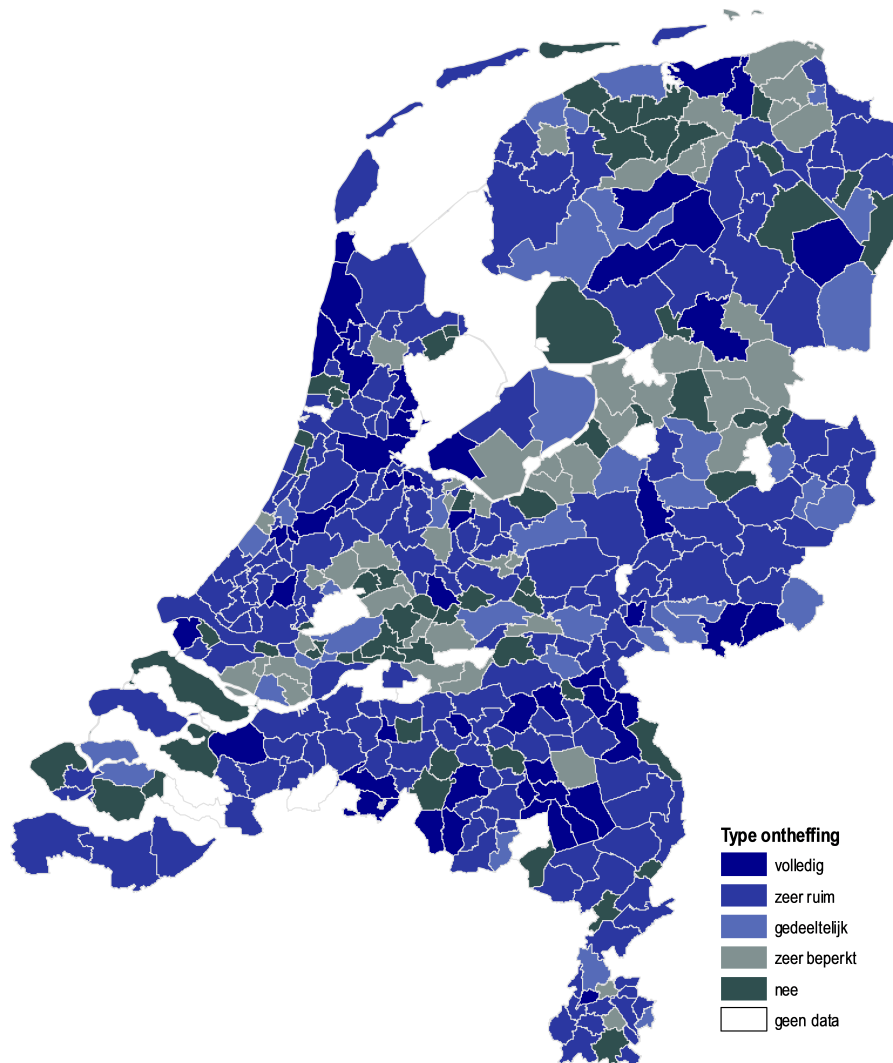 Type ontheffing
volledig
zeer ruim
gedeeltelijk
zeer beperkt
nee
geen data